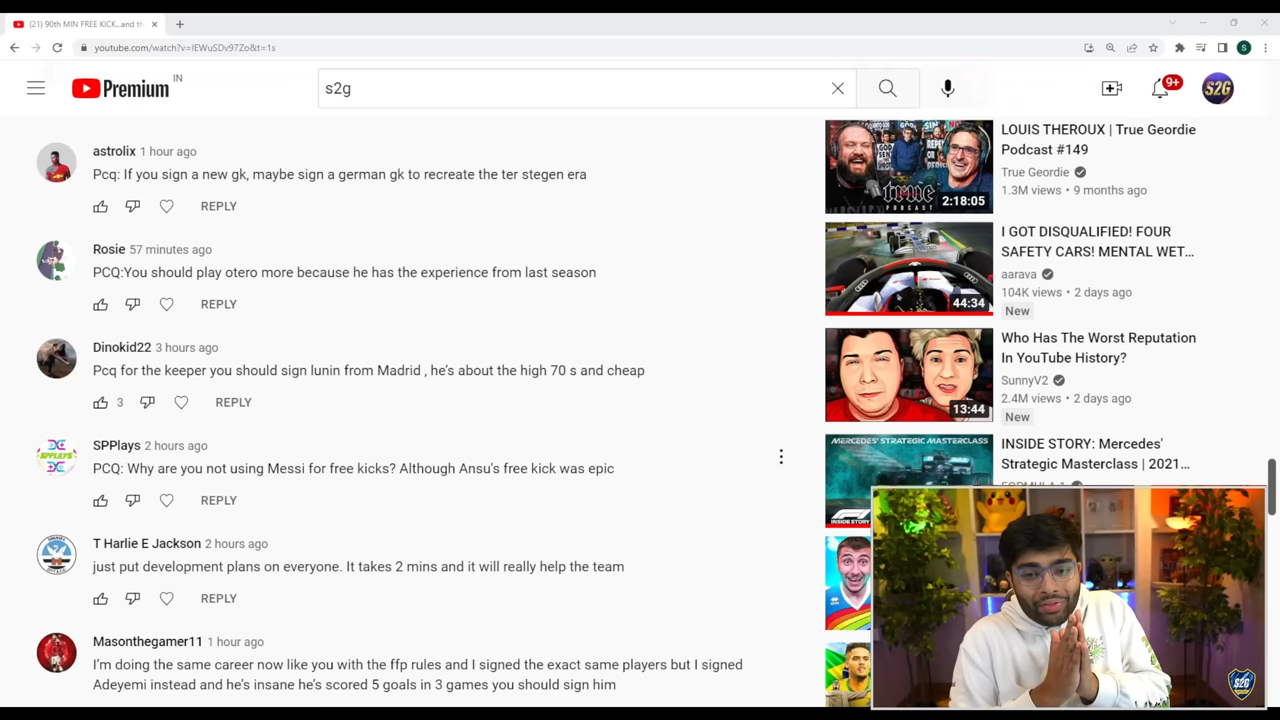 (21) 90th MIN FREE KICK...and th
youtube.com/watch?v=IEWuSDv97Zo&t=1s
S
Premium
IN
s2g
9+
S2G
astrolix 1 hour ago
Pcq: If you sign a new gk, maybe sign a german gk to recreate the ter stegen era
REPLY
Rosie 57 minutes ago
PCQ:You should play otero more because he has the experience from last season
REPLY
Dinokid22 3 hours ago
Pcq for the keeper you should sign lunin from Madrid , he's about the high 70 s and cheap
3 REPLY
SPPlays 2 hours ago
PCQ: Why are you not using Messi for free kicks? Although Ansu's free kick was epic
REPLY
T Harlie E Jackson 2 hours ago
just put development plans on everyone. It takes 2 mins and it will really help the team
REPLY
Masonthegamer11 1 hour ago
I'm doing the same career now like you with the ffp rules and I signed the exact same players but I signed
Adeyemi instead and he's insane he's scored 5 goals in 3 games you should sign him
SPPLAYS
true
PODCAST
2:18:05
LOUIS THEROUX | True Geordie
Podcast #149
True Geordie
1.3M views • 9 months ago
44:34
I GOT DISQUALIFIED! FOUR
SAFETY CARS! MENTAL WET...
aarava
104K views • 2 days ago
New
13:44
Who Has The Worst Reputation
In YouTube History?
SunnyV2
2.4M views • 2 days ago
New
MERCEDES' STRATEGIC MASTERCLASS
INSIDE STORY
INSIDE STORY: Mercedes'
Strategic Masterclass | 2021...
FORMULA 1
S2G